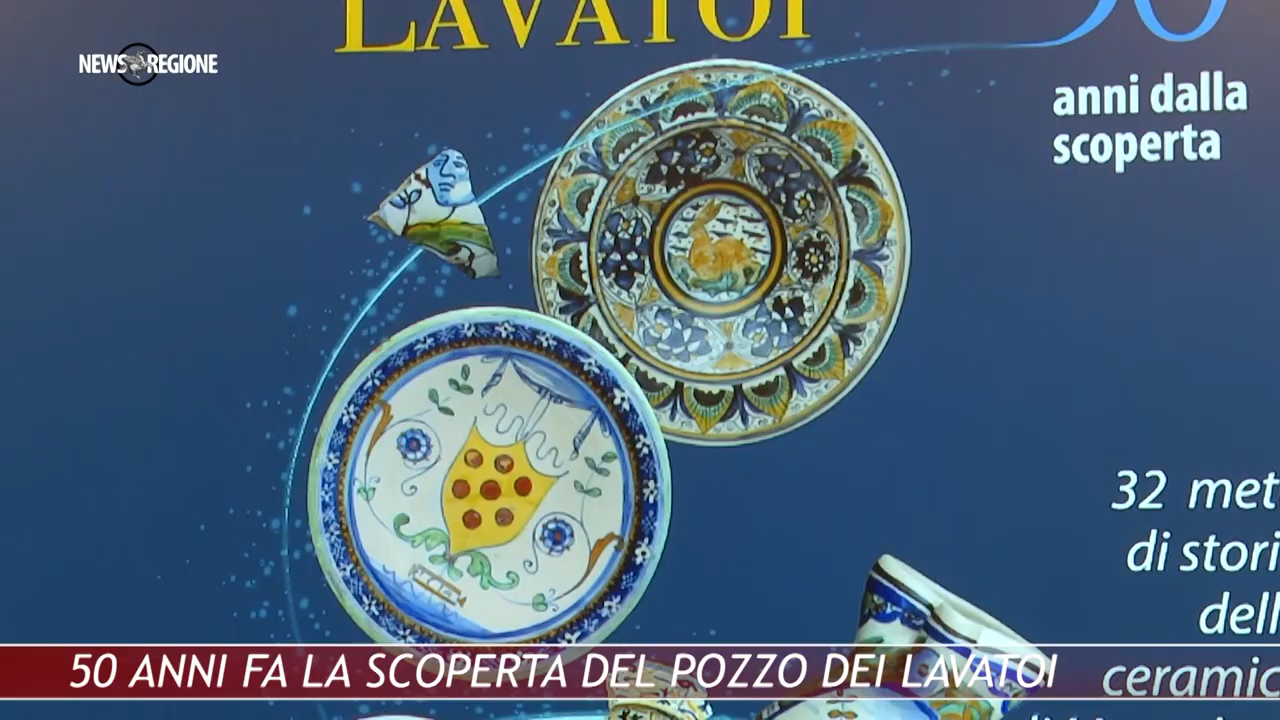 LAVATOI
50
NEWS REGIONE
anni dalla
scoperta
32 met
di stori
dell
ceramic
50 ANNI FA LA SCOPERTA DEL POZZO DEI LAVATOI